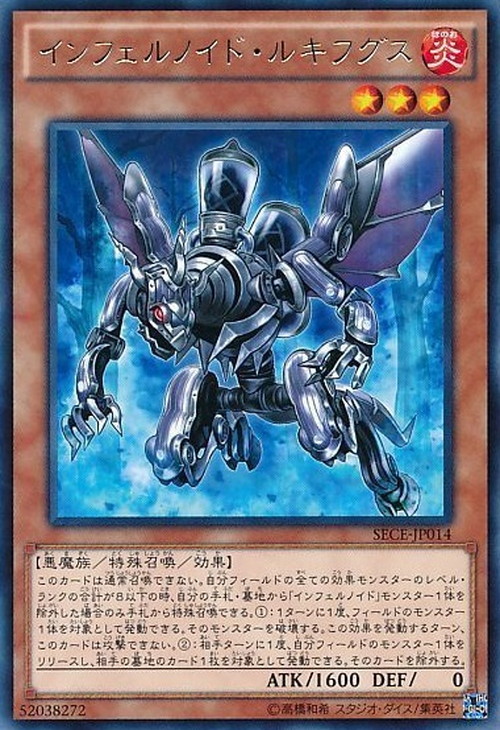 インフェルノイド・ルキフグス
ほのお
炎
SECE-JP014
【悪魔族／特殊召喚／効果】
このカードは通常召喚できない。自分フィールドの全ての効果モンスターのレベル・
ランクの合計が8以下の時、自分の手札・墓地から「インフェルノイド」モンスター1体を
除外した場合のみ手札から特殊召喚できる。①：1ターンに1度、フィールドのモンスター
1体を対象として発動できる。そのモンスターを破壊する。この効果を発動するターン、
このカードは攻撃できない。②：相手ターンに1度、自分フィールドのモンスター1体を
リリースし、相手の墓地のカード1枚を対象として発動できる。そのカードを除外する。
ATK/1600 DEF/ 0
52038272
©高橋和希 スタジオ・ダイス/集英社